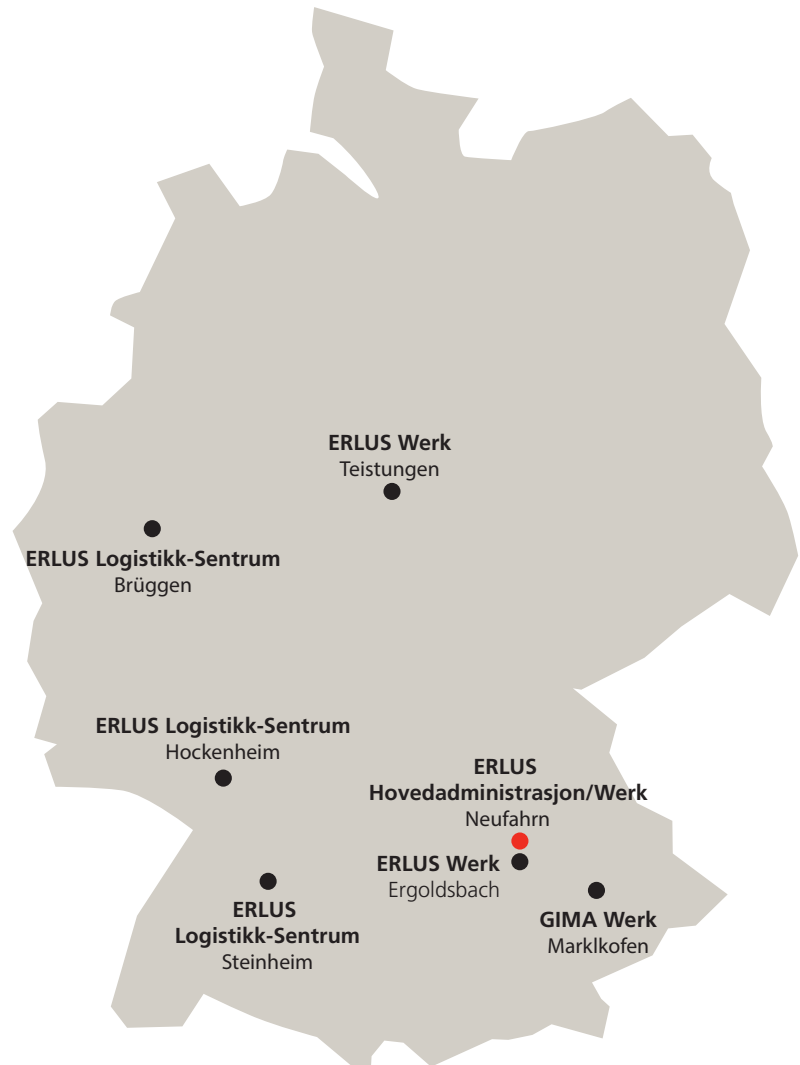 ERLUS Werk
Teistungen
ERLUS Logistikk-Sentrum
Brüggen
ERLUS Logistikk-Sentrum
Hockenheim
ERLUS
Hovedadministrasjon/Werk
Neufahrn
ERLUS Werk
Ergoldsbach
ERLUS
Logistikk-Sentrum
Steinheim
GIMA Werk
Marklkofen